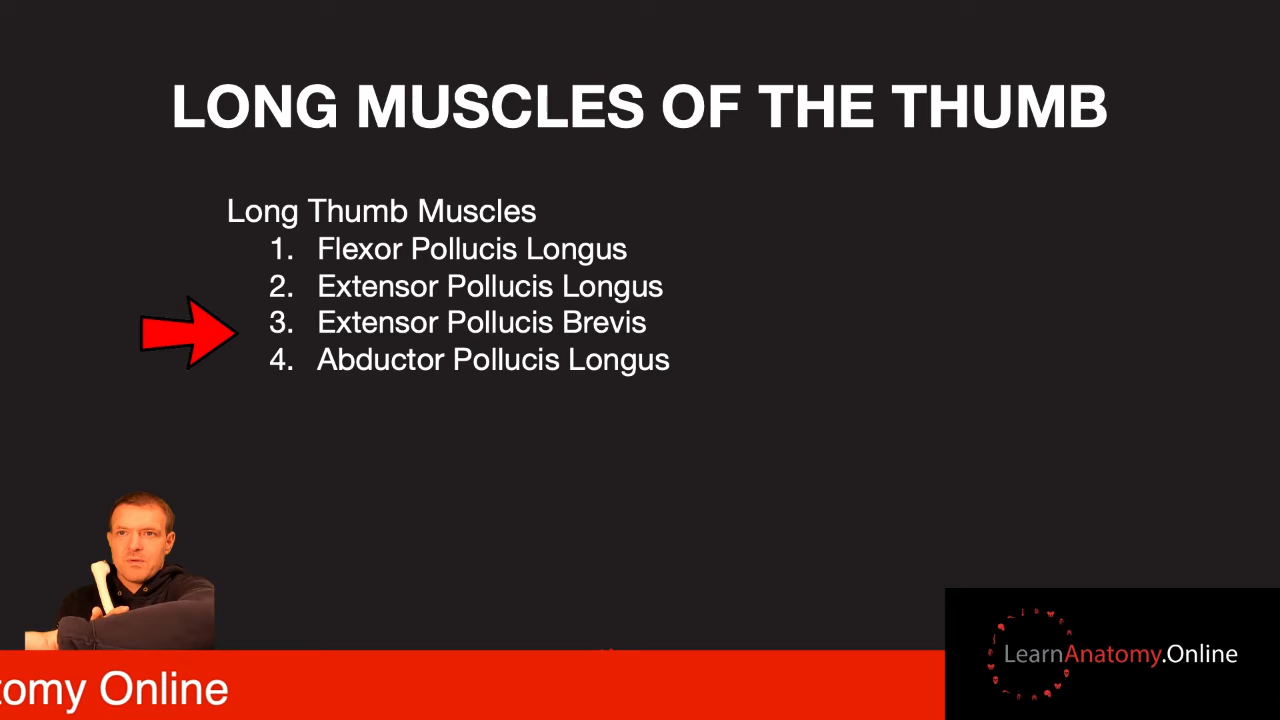 LONG MUSCLES OF THE THUMB
Long Thumb Muscles
1. Flexor Pollucis Longus
2. Extensor Pollucis Longus
3. Extensor Pollucis Brevis
4. Abductor Pollucis Longus
LearnAnatomy.Online
tomy Online